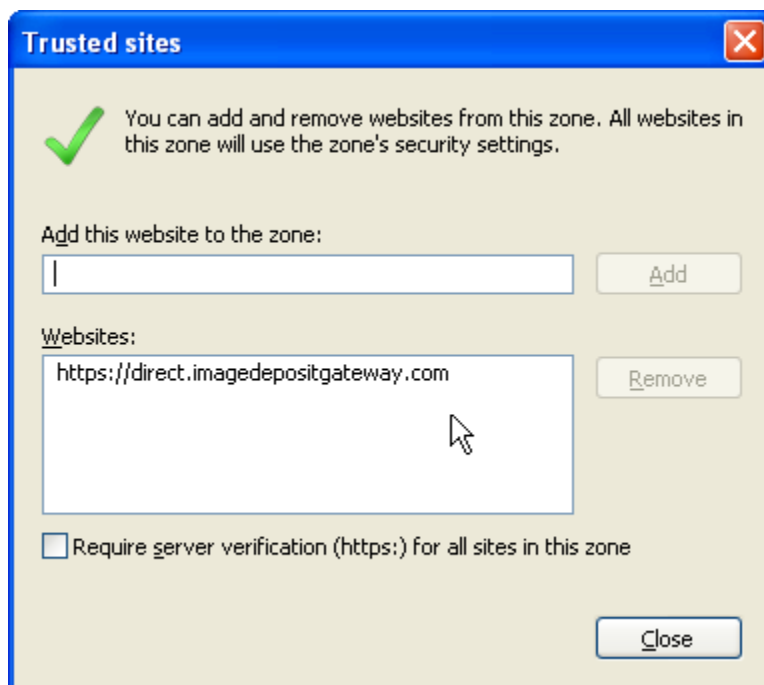 Trusted sites
You can add and remove websites from this zone. All websites in
this zone will use the zone's security settings.
Add this website to the zone:
Add
Websites:
https://direct.imagedepositgateway.com
Remove
Require server verification (https:) for all sites in this zone
Close